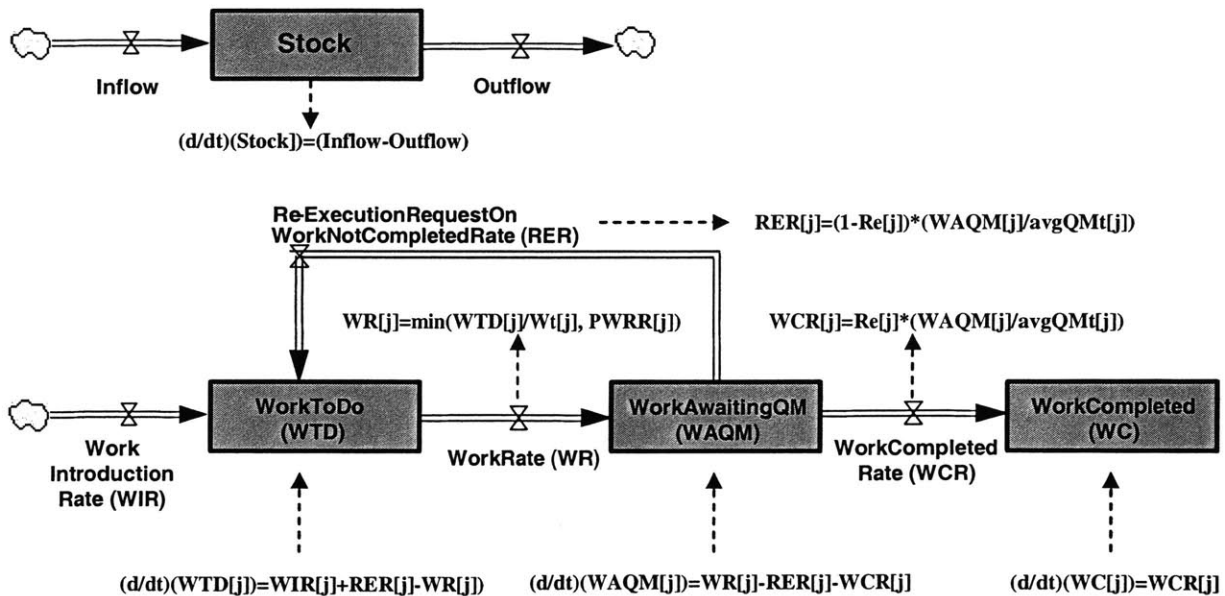 Stock
Inflow
Outflow
(d/dt)(Stock])=(Inflow-Outflow)
Re-ExecutionRequestOn
WorkNotCompletedRate (RER)
RER[j]=(1-Re[j])*(WAQM[j]/avgQMt[j])
WR[j]=min(WTD[j]/Wt[j], PWRR[j])
WCR[j]=Re[j]*(WAQM[j]/avgQMt[j])
WorkToDo
(WTD)
WorkAwaitingQM
(WAQM)
WorkCompleted
(WC)
Work
Introduction
Rate (WIR)
WorkRate (WR)
WorkCompleted
Rate (WCR)
(d/dt)(WTD[j])=WIR[j]+RER[j]-WR[j])
(d/dt)(WAQM[j])=WR[j]-RER[j]-WCR[j]
(d/dt)(WC[j])=WCR[j]